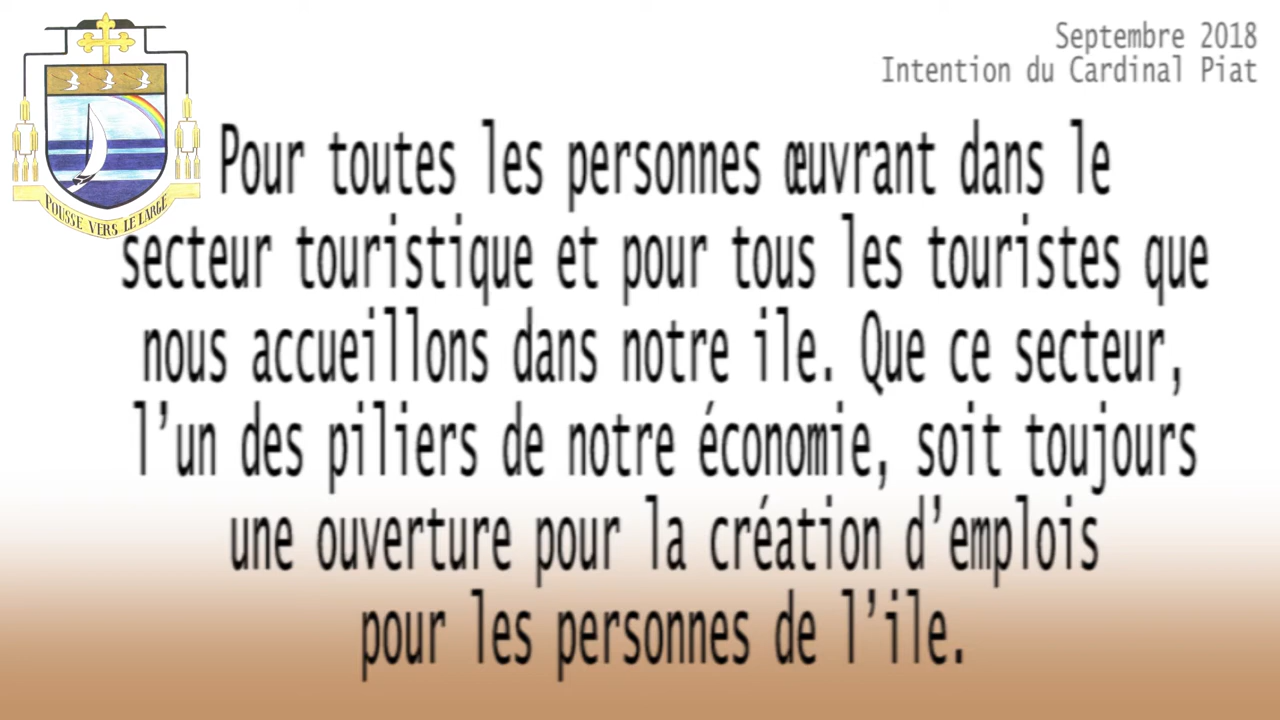 Septembre 2018
Intention du Cardinal Piat
POUSSE VERS LE LARGE
Pour toutes les personnes œuvrant dans le
secteur touristique et pour tous les touristes que
nous accueillons dans notre ile. Que ce secteur,
l’un des piliers de notre économie, soit toujours
une ouverture pour la création d’emplois
pour les personnes de l’ile.